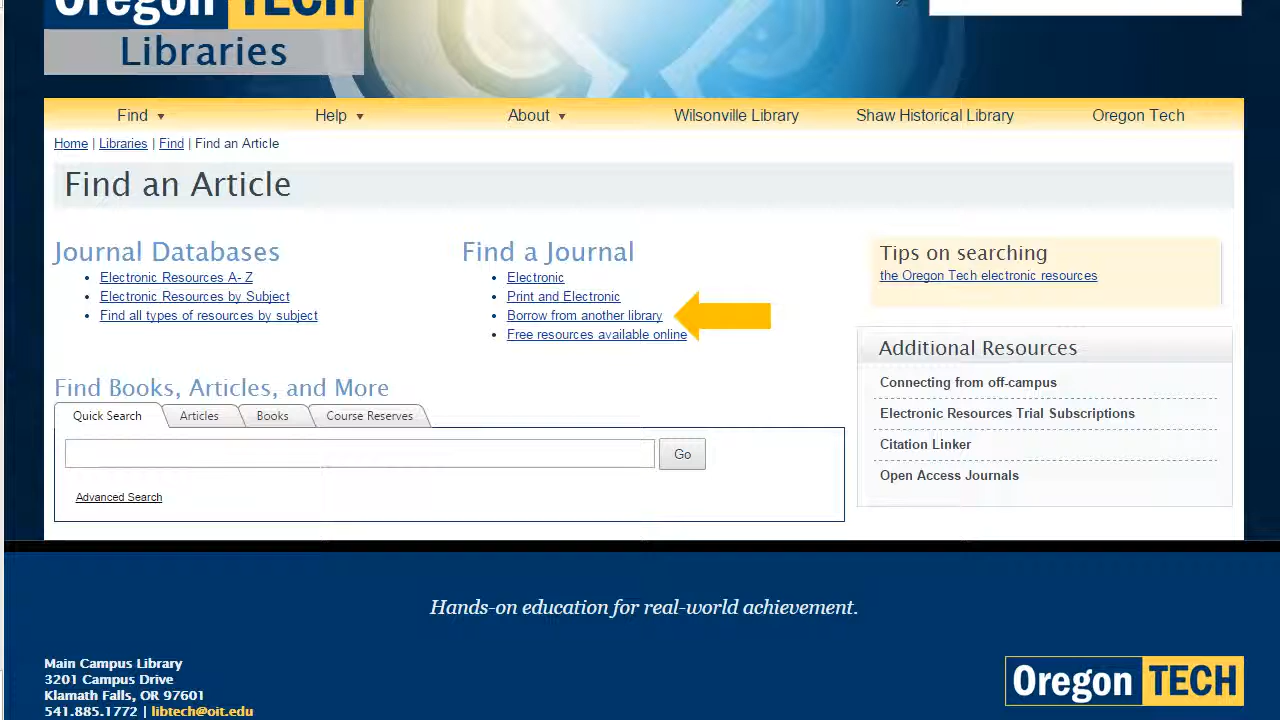 Oregon TECH
Libraries
Find ▾ Help ▾ About ▾ Wilsonville Library Shaw Historical Library Oregon Tech
Home | Libraries | Find | Find an Article
Find an Article
Journal Databases
• Electronic Resources A- Z
• Electronic Resources by Subject
• Find all types of resources by subject
Find a Journal
• Electronic
• Print and Electronic
• Borrow from another library
• Free resources available online
Tips on searching
the Oregon Tech electronic resources
Additional Resources
Connecting from off-campus
Electronic Resources Trial Subscriptions
Citation Linker
Open Access Journals
Find Books, Articles, and More
Quick Search Articles Books Course Reserves
Go
Advanced Search
Hands-on education for real-world achievement.
Main Campus Library
3201 Campus Drive
Klamath Falls, OR 97601
541.885.1772 | libtech@oit.edu
Oregon TECH